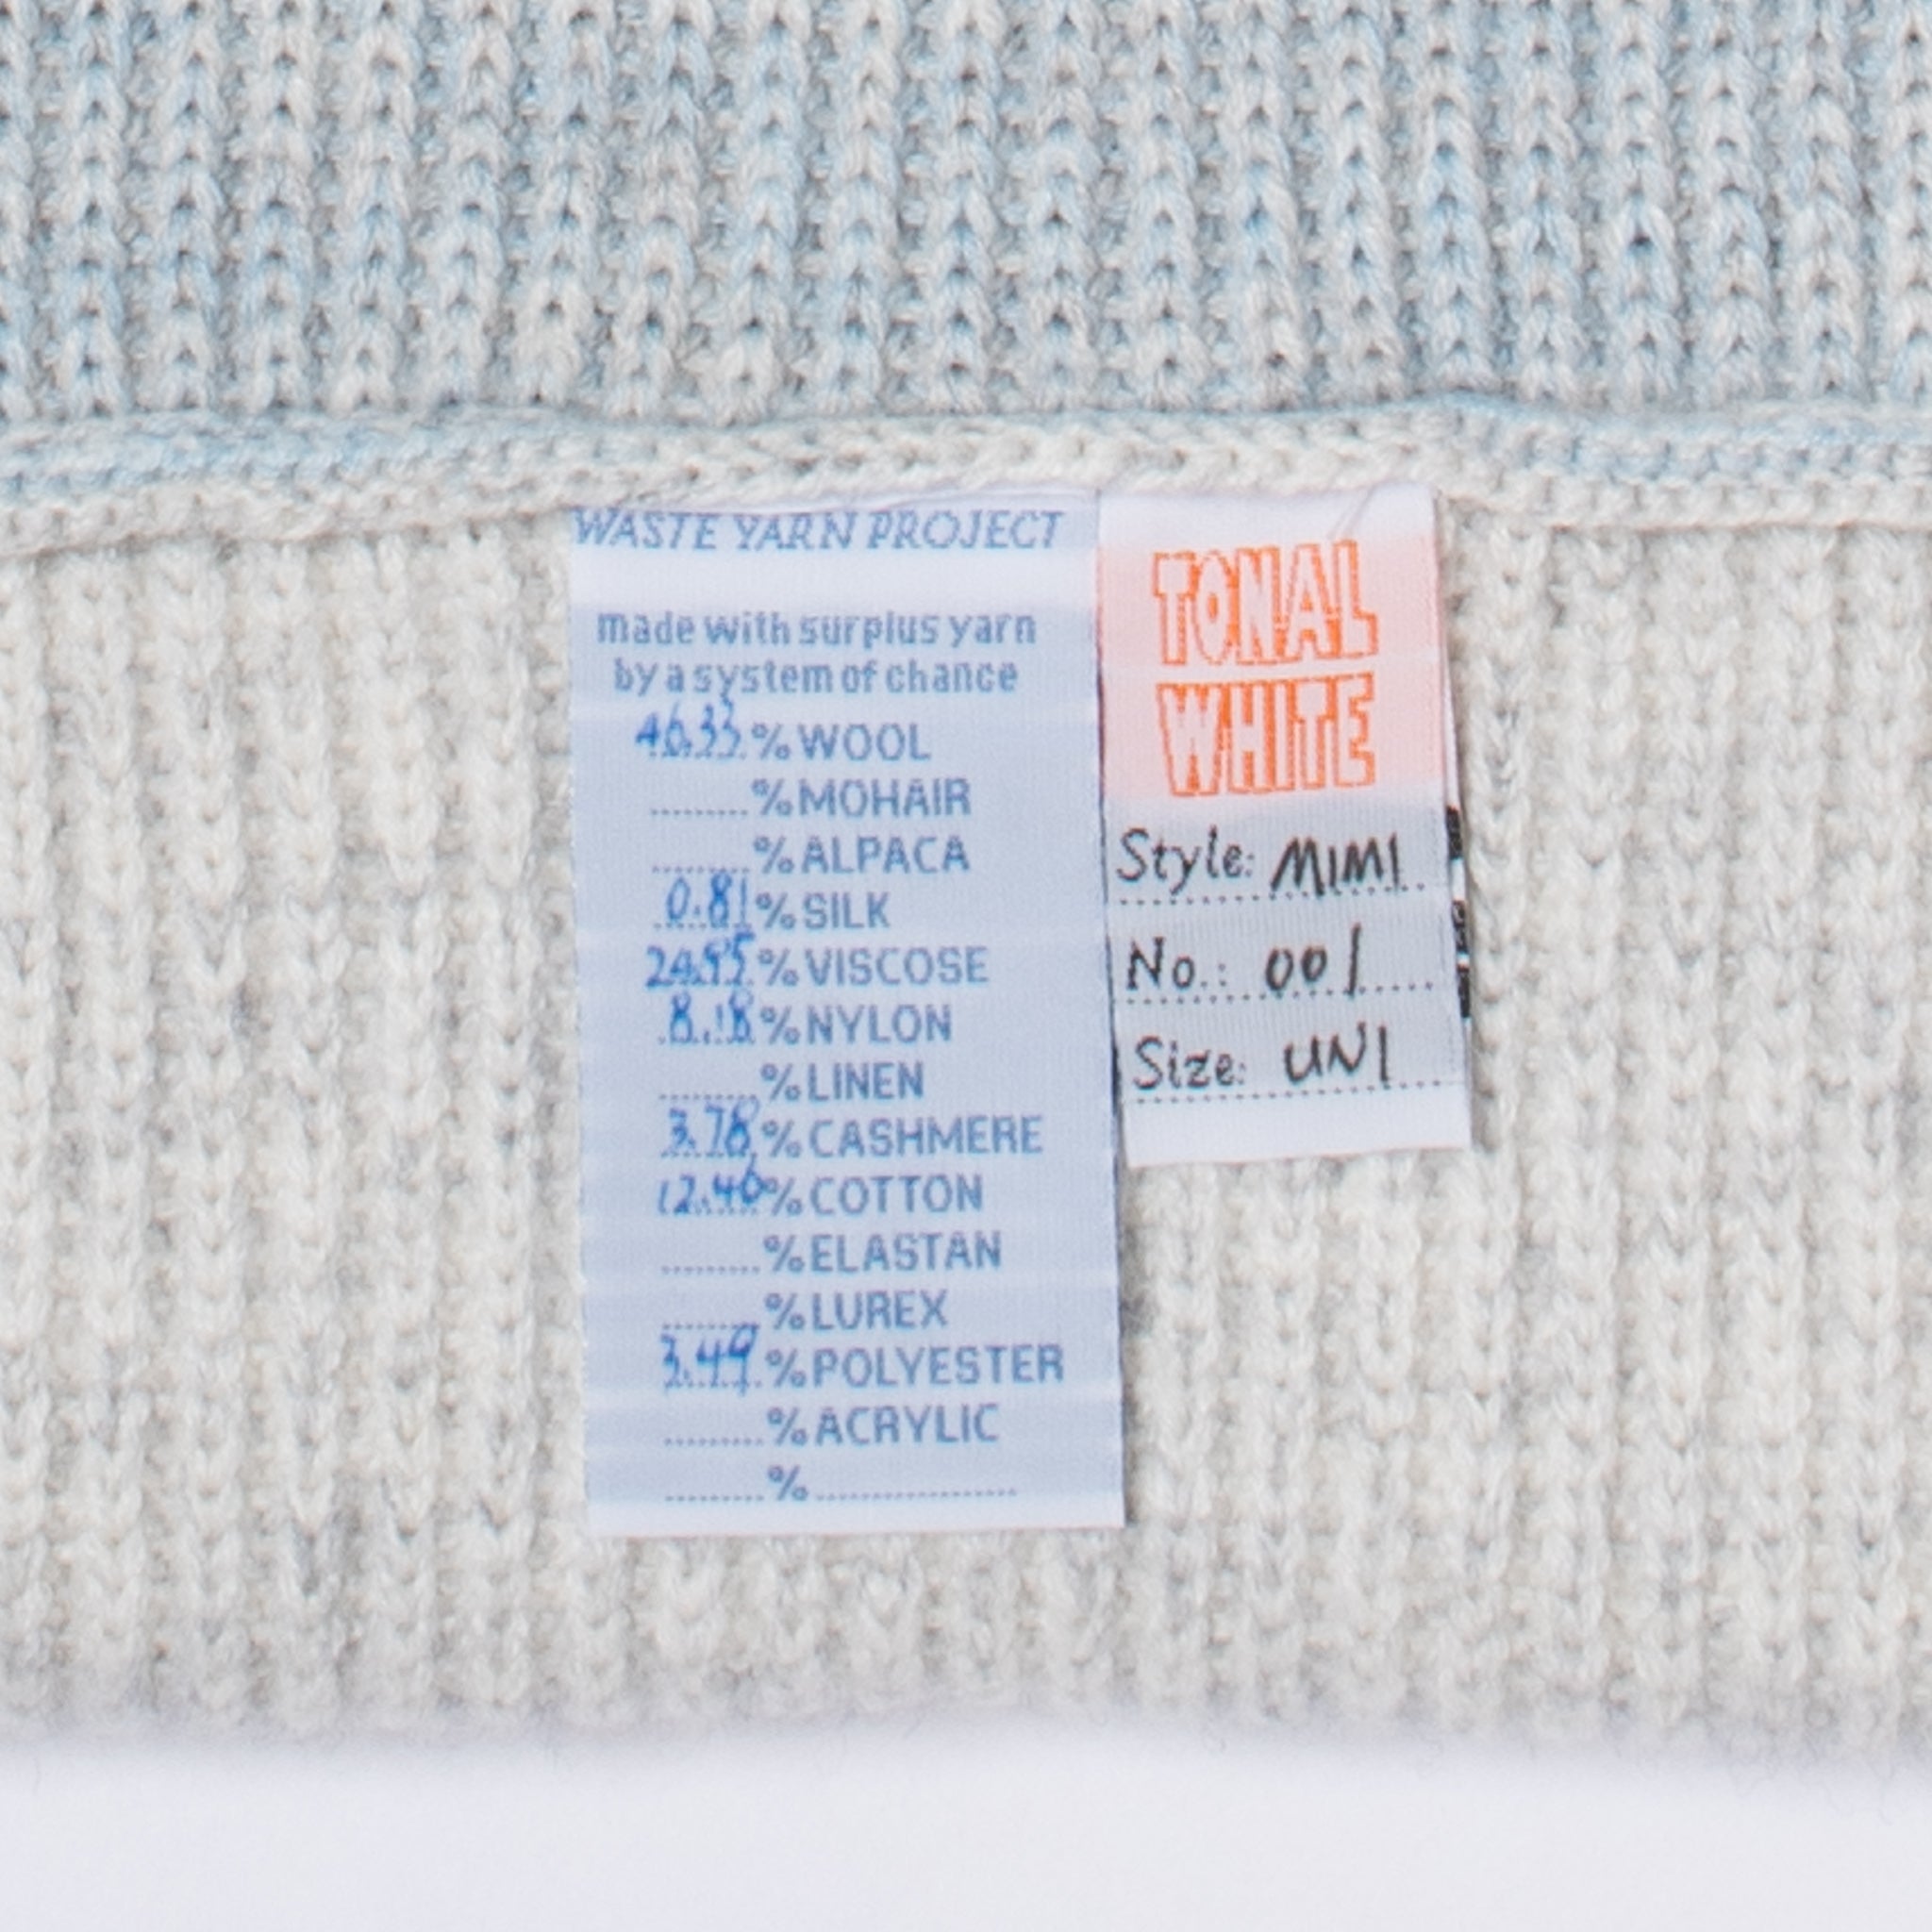 WASTE YARN PROJECT
made with surplus yarn
by a system of chance
46.33 % WOOL
........... % MOHAIR
........... % ALPACA
0.81 % SILK
24.95 % VISCOSE
8.18 % NYLON
........... % LINEN
3.78 % CASHMERE
12.46 % COTTON
........... % ELASTAN
........... % LUREX
3.49 % POLYESTER
........... % ACRYLIC
........... % ......................
TONAL
WHITE
Style: MIMI
No.: 001
Size: UNI